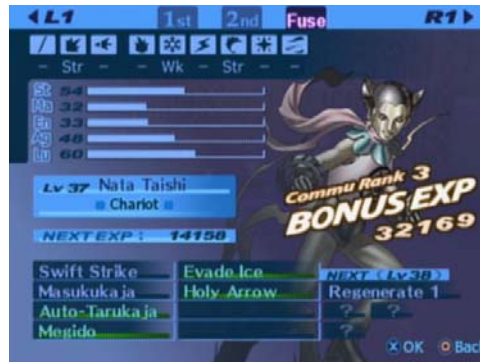 L1 1st 2nd Fuse R1
- Str - - Wk - Str - -
St 54
Ma 32
En 33
Ag 48
Lu 60
Lv 37 Nata Taishi
Chariot
Commu Rank 3
BONUS EXP
32169
NEXT EXP : 14158
Swift Strike Evade Ice NEXT (Lv38)
Masukukaja Holy Arrow Regenerate 1
Auto-Tarukaja ? ?
Megido ?
OK Back